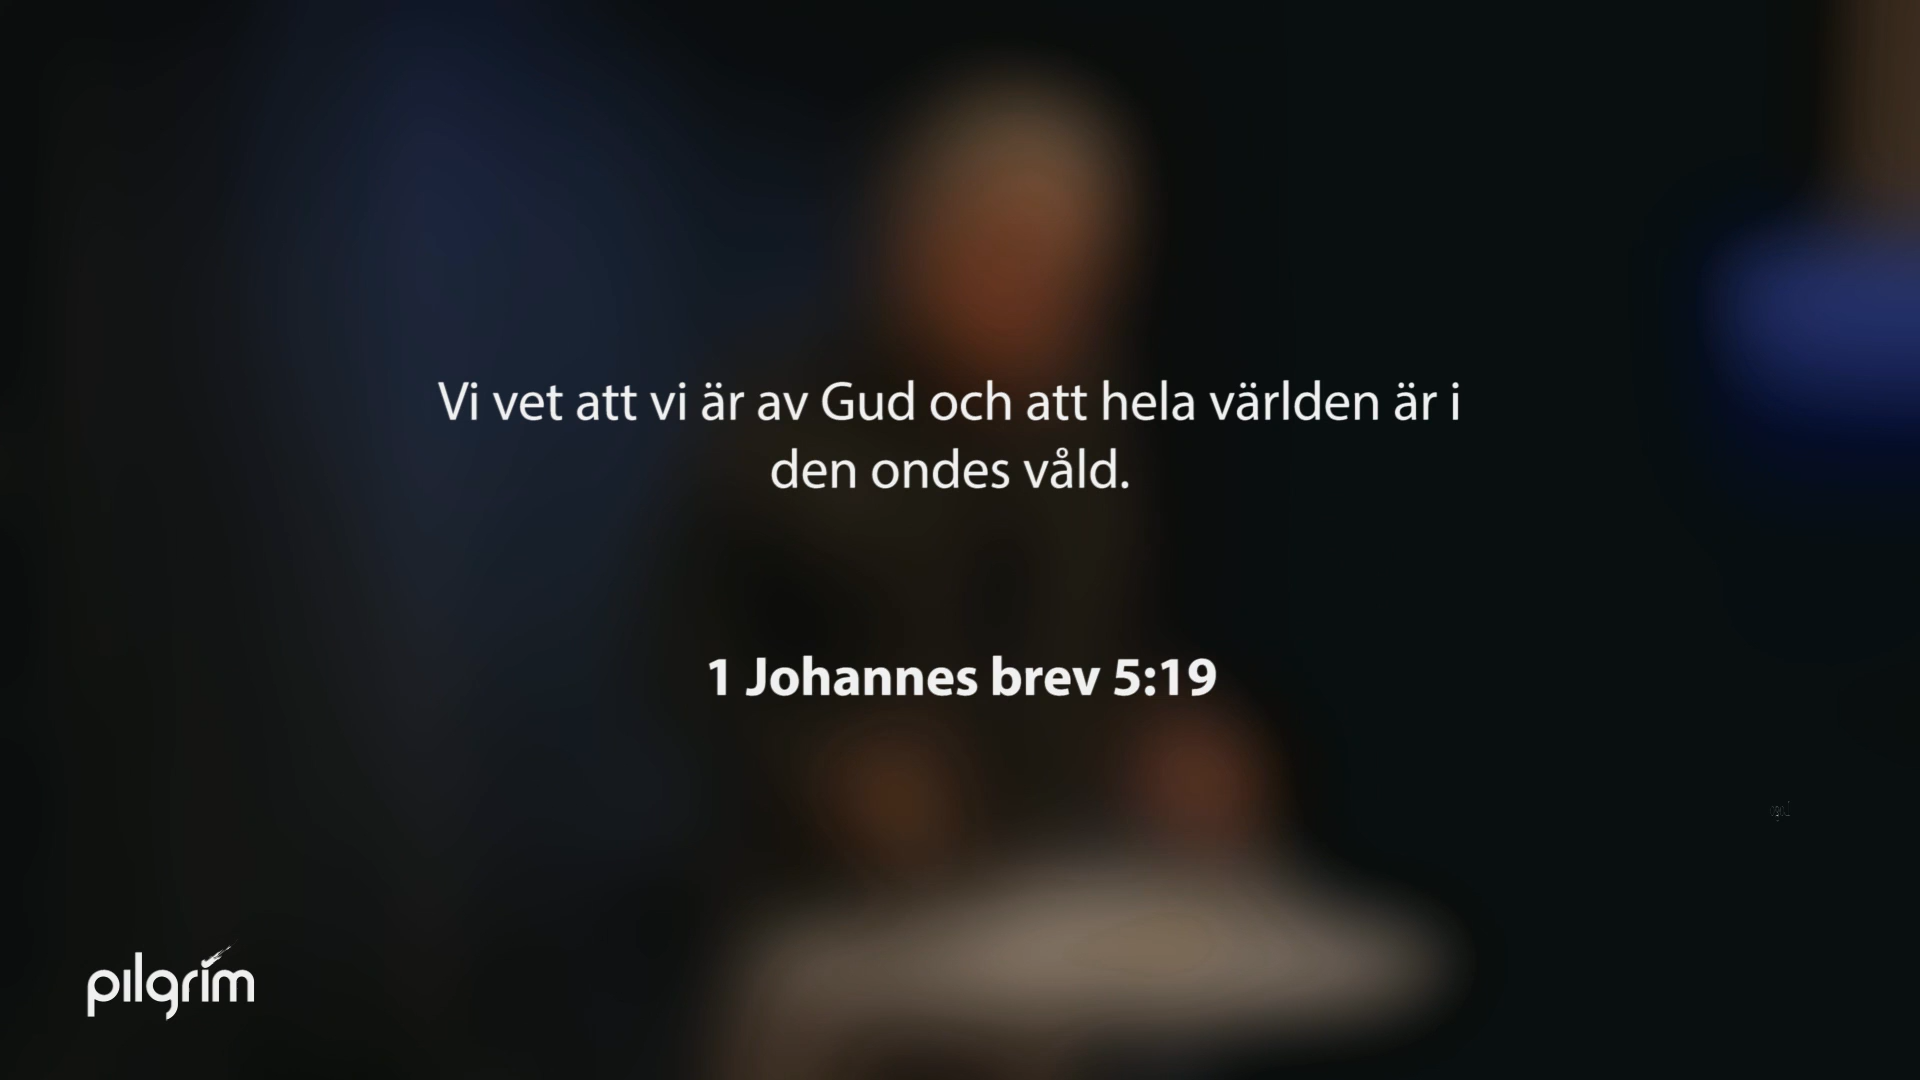 Vi vet att vi är av Gud och att hela världen är i
den ondes våld.
1 Johannes brev 5:19
pilgrim